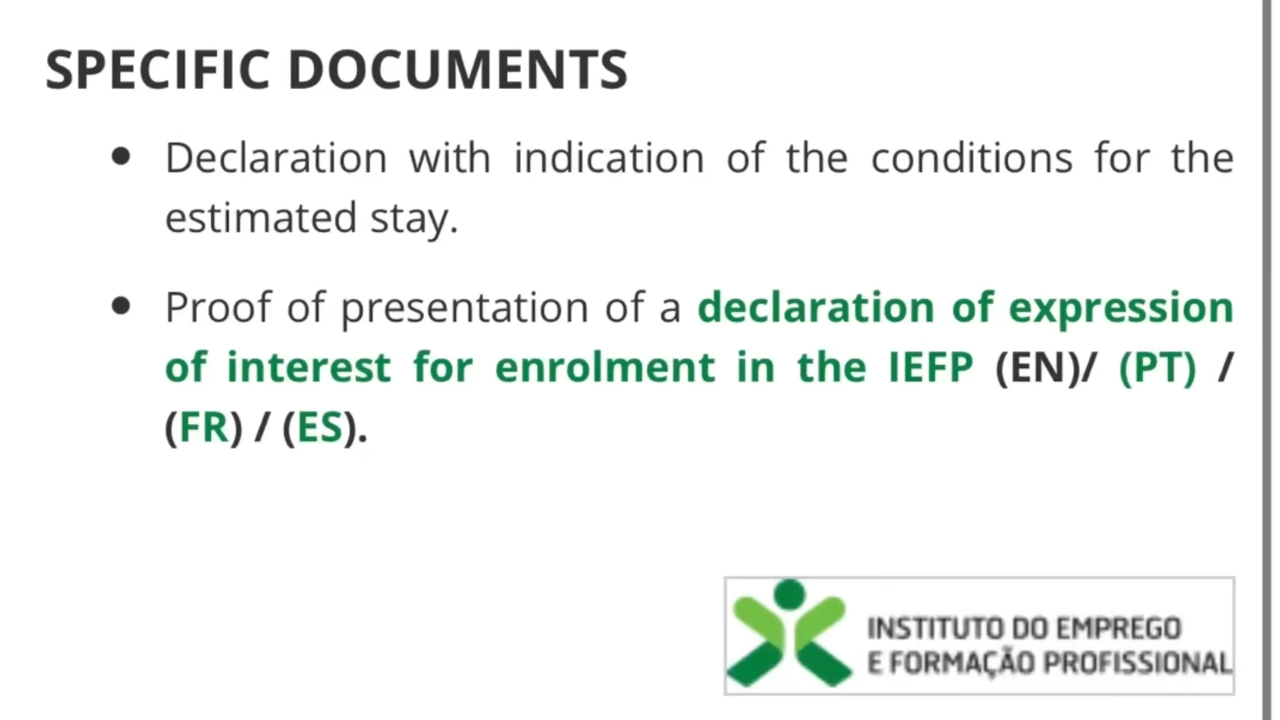 SPECIFIC DOCUMENTS
● Declaration with indication of the conditions for the
estimated stay.
● Proof of presentation of a declaration of expression
of interest for enrolment in the IEFP (EN)/ (PT) /
(FR) / (ES).
INSTITUTO DO EMPREGO
E FORMAÇÃO PROFISSIONAL